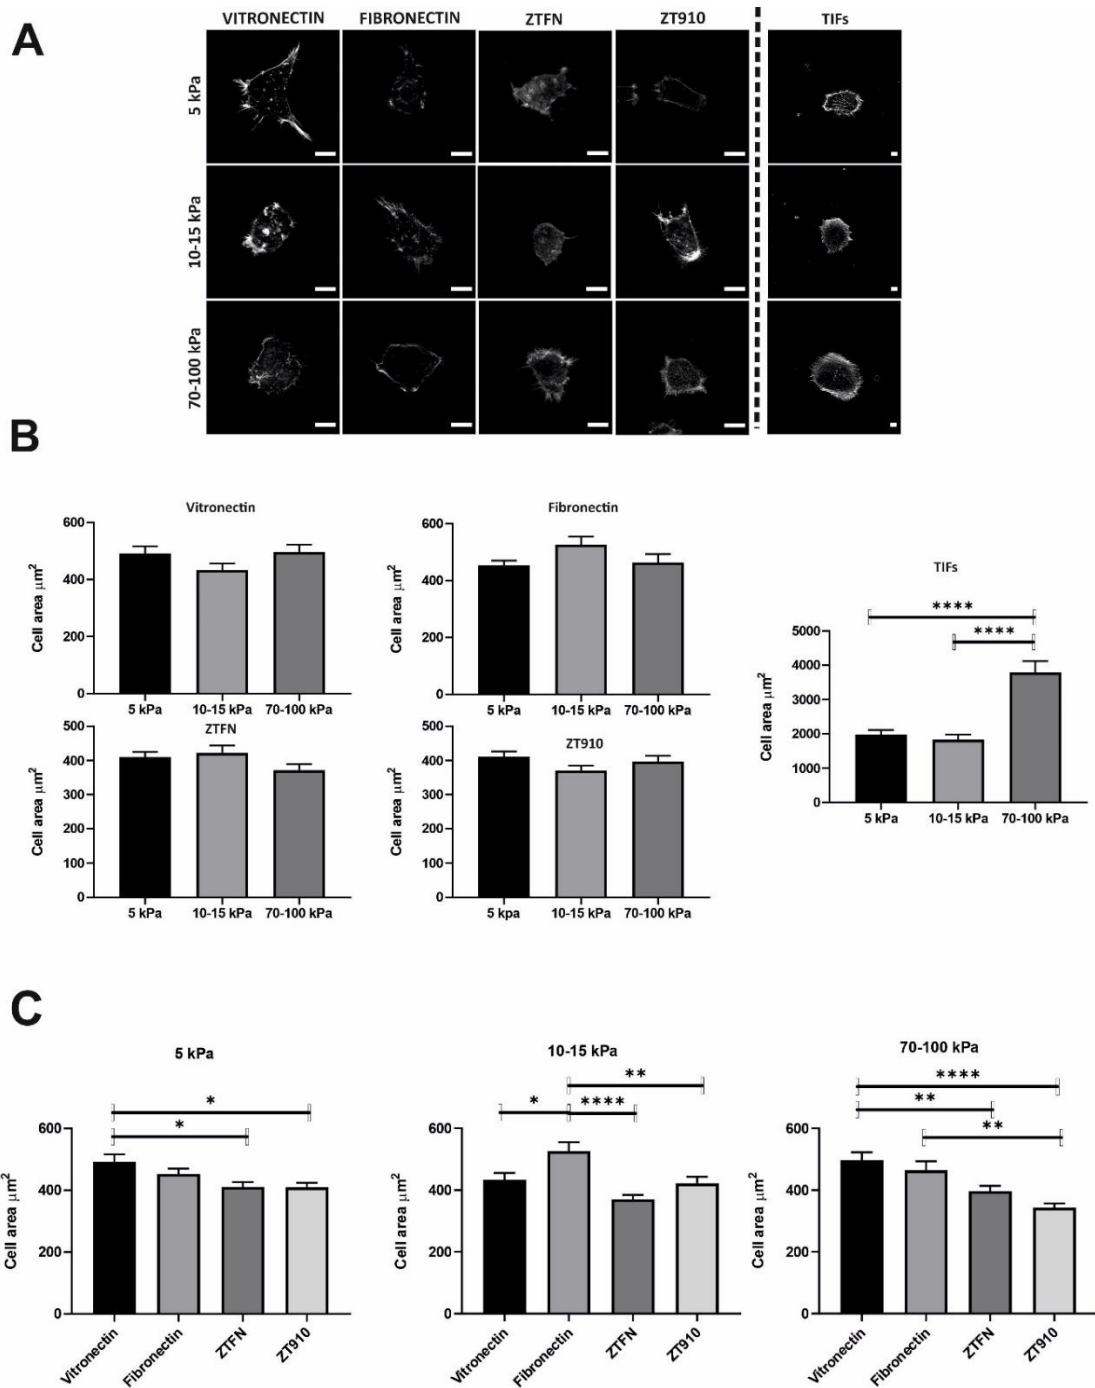 A
VITRONECTIN FIBRONECTIN ZTFN ZT910 TIFs
5 kPa
10-15 kPa
70-100 kPa
B
Vitronectin
600
400
200
0
Cell area μm²
5 kPa 10-15 kPa 70-100 kPa
Fibronectin
600
400
200
0
Cell area μm²
5 kPa 10-15 kPa 70-100 kPa
ZTFN
500
400
300
200
100
0
Cell area μm²
5 kPa 10-15 kPa 70-100 kPa
ZT910
500
400
300
200
100
0
Cell area μm²
5 kpa 10-15 kPa 70-100 kPa
TIFs
****
****
5000
4000
3000
2000
1000
0
Cell area μm²
5 kPa 10-15 kPa 70-100 kPa
C
5 kPa
*
*
600
400
200
0
Cell area μm²
Vitronectin Fibronectin ZTFN ZT910
10-15 kPa
**
* ****
600
400
200
0
Cell area μm²
Vitronectin Fibronectin ZTFN ZT910
70-100 kPa
****
**
**
600
400
200
0
Cell area μm²
Vitronectin Fibronectin ZTFN ZT910